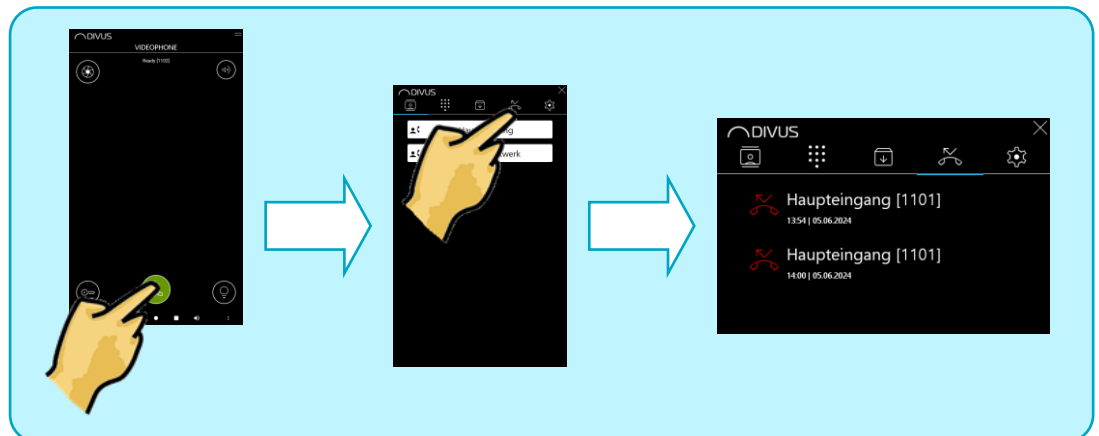 DIVUS
VIDEOPHONE
Ready [1102]
DIVUS
DIVUS
Haupteingang [1101]
13:54 | 05.06.2024
Haupteingang [1101]
14:00 | 05.06.2024